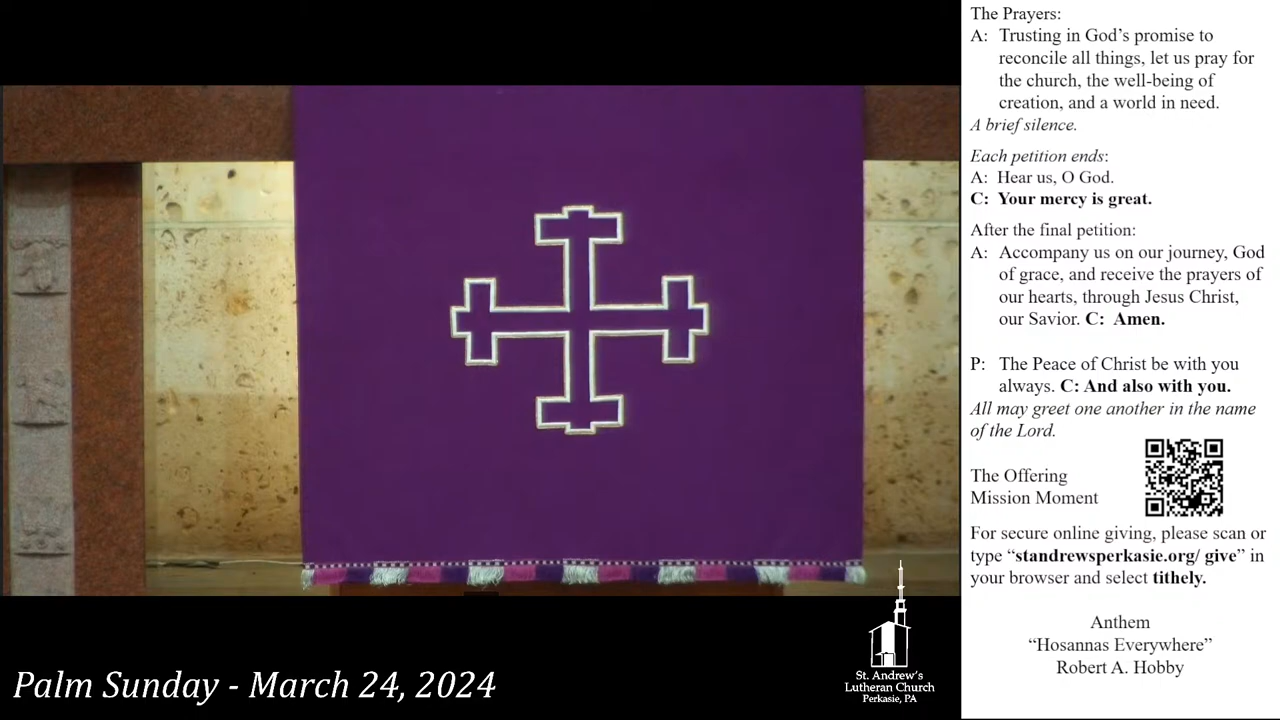 The Prayers:
A: Trusting in God's promise to
reconcile all things, let us pray for
the church, the well-being of
creation, and a world in need.
A brief silence.
Each petition ends:
A: Hear us, O God.
C: Your mercy is great.
After the final petition:
A: Accompany us on our journey, God
of grace, and receive the prayers of
our hearts, through Jesus Christ,
our Savior. C: Amen.
P: The Peace of Christ be with you
always. C: And also with you.
All may greet one another in the name
of the Lord.
The Offering
Mission Moment
For secure online giving, please scan or
type “standrewsperkasie.org/ give” in
your browser and select tithely.
Anthem
“Hosannas Everywhere”
Robert A. Hobby
Palm Sunday - March 24, 2024
St. Andrew's
Lutheran Church
Perkasie, PA